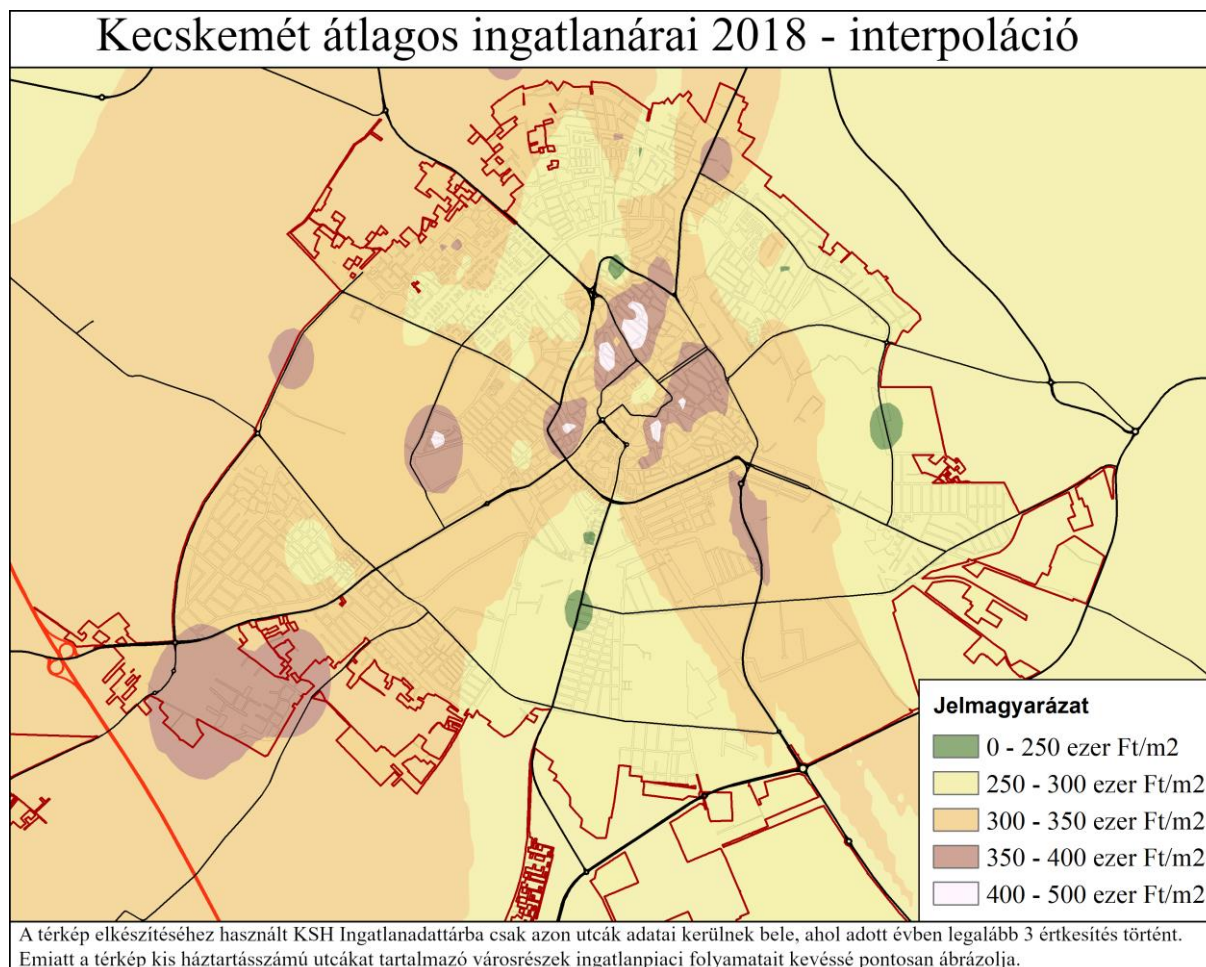 Kecskemét átlagos ingatlanárai 2018 - interpoláció
Jelmagyarázat
0 - 250 ezer Ft/m2
250 - 300 ezer Ft/m2
300 - 350 ezer Ft/m2
350 - 400 ezer Ft/m2
400 - 500 ezer Ft/m2
A térkép elkészítéséhez használt KSH Ingatlanadattárba csak azon utcák adatai kerülnek bele, ahol adott évben legalább 3 értkesítés történt.
Emiatt a térkép kis háztartásszámú utcákat tartalmazó városrészek ingatlanpiaci folyamatait kevéssé pontosan ábrázolja.